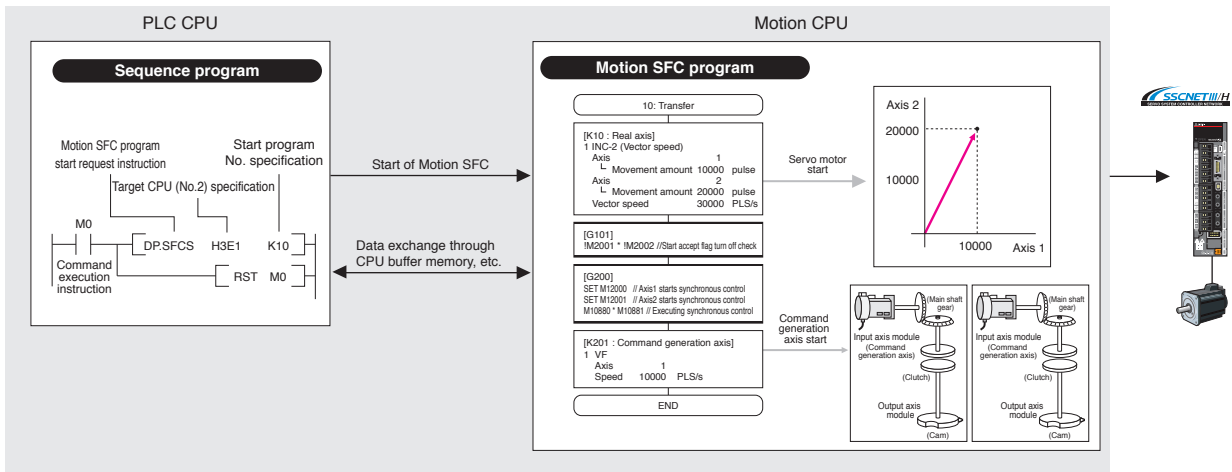 PLC CPU
Motion CPU
Sequence program
Motion SFC program
start request instruction
Start program
No. specification
Target CPU (No.2) specification
M0
DP.SFCS H3E1 K10
Command
execution
instruction
RST M0
Start of Motion SFC
Data exchange through
CPU buffer memory, etc.
Motion SFC program
10: Transfer
[K10 : Real axis]
1 INC-2 (Vector speed)
Axis 1
Movement amount 10000 pulse
Axis 2
Movement amount 20000 pulse
Vector speed 30000 PLS/s
[G101]
!M2001 * !M2002 //Start accept flag turn off check
[G200]
SET M12000 // Axis1 starts synchronous control
SET M12001 // Axis2 starts synchronous control
M10880 * M10881 // Executing synchronous control
[K201 : Command generation axis]
1 VF
Axis 1
Speed 10000 PLS/s
END
Servo motor
start
Command
generation
axis start
Axis 2
20000
10000
10000 Axis 1
(Main shaft
gear)
Input axis module
(Command
generation axis)
(Clutch)
Output axis
module
(Cam)
(Main shaft
gear)
Input axis module
(Command
generation axis)
(Clutch)
Output axis
module
(Cam)
SSCNETIII/H
SERVO SYSTEM CONTROLLER NETWORK